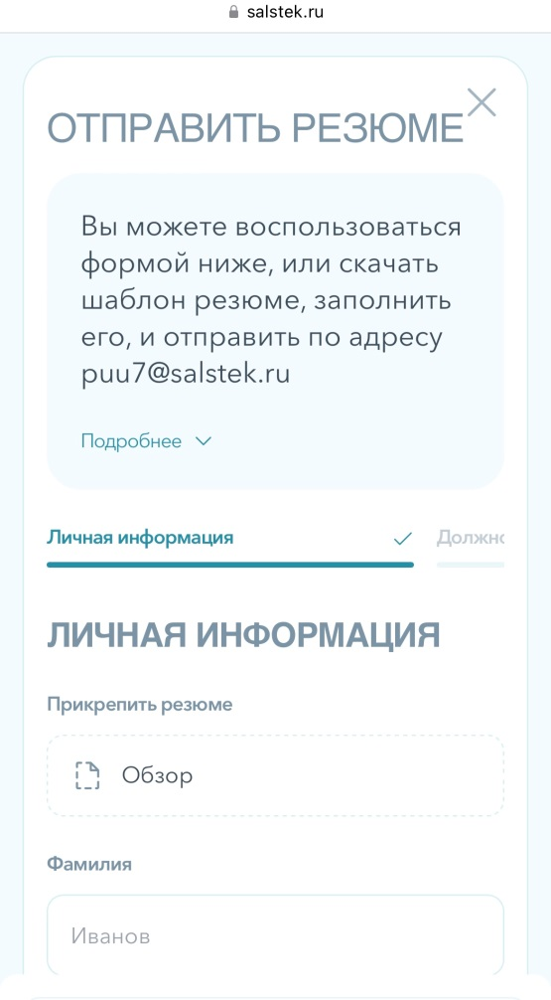 salstek.ru
ОТПРАВИТЬ РЕЗЮМЕ
Вы можете воспользоваться
формой ниже, или скачать
шаблон резюме, заполнить
его, и отправить по адресу
puu7@salstek.ru
Подробнее
Личная информация Должно
ЛИЧНАЯ ИНФОРМАЦИЯ
Прикрепить резюме
Обзор
Фамилия
Иванов